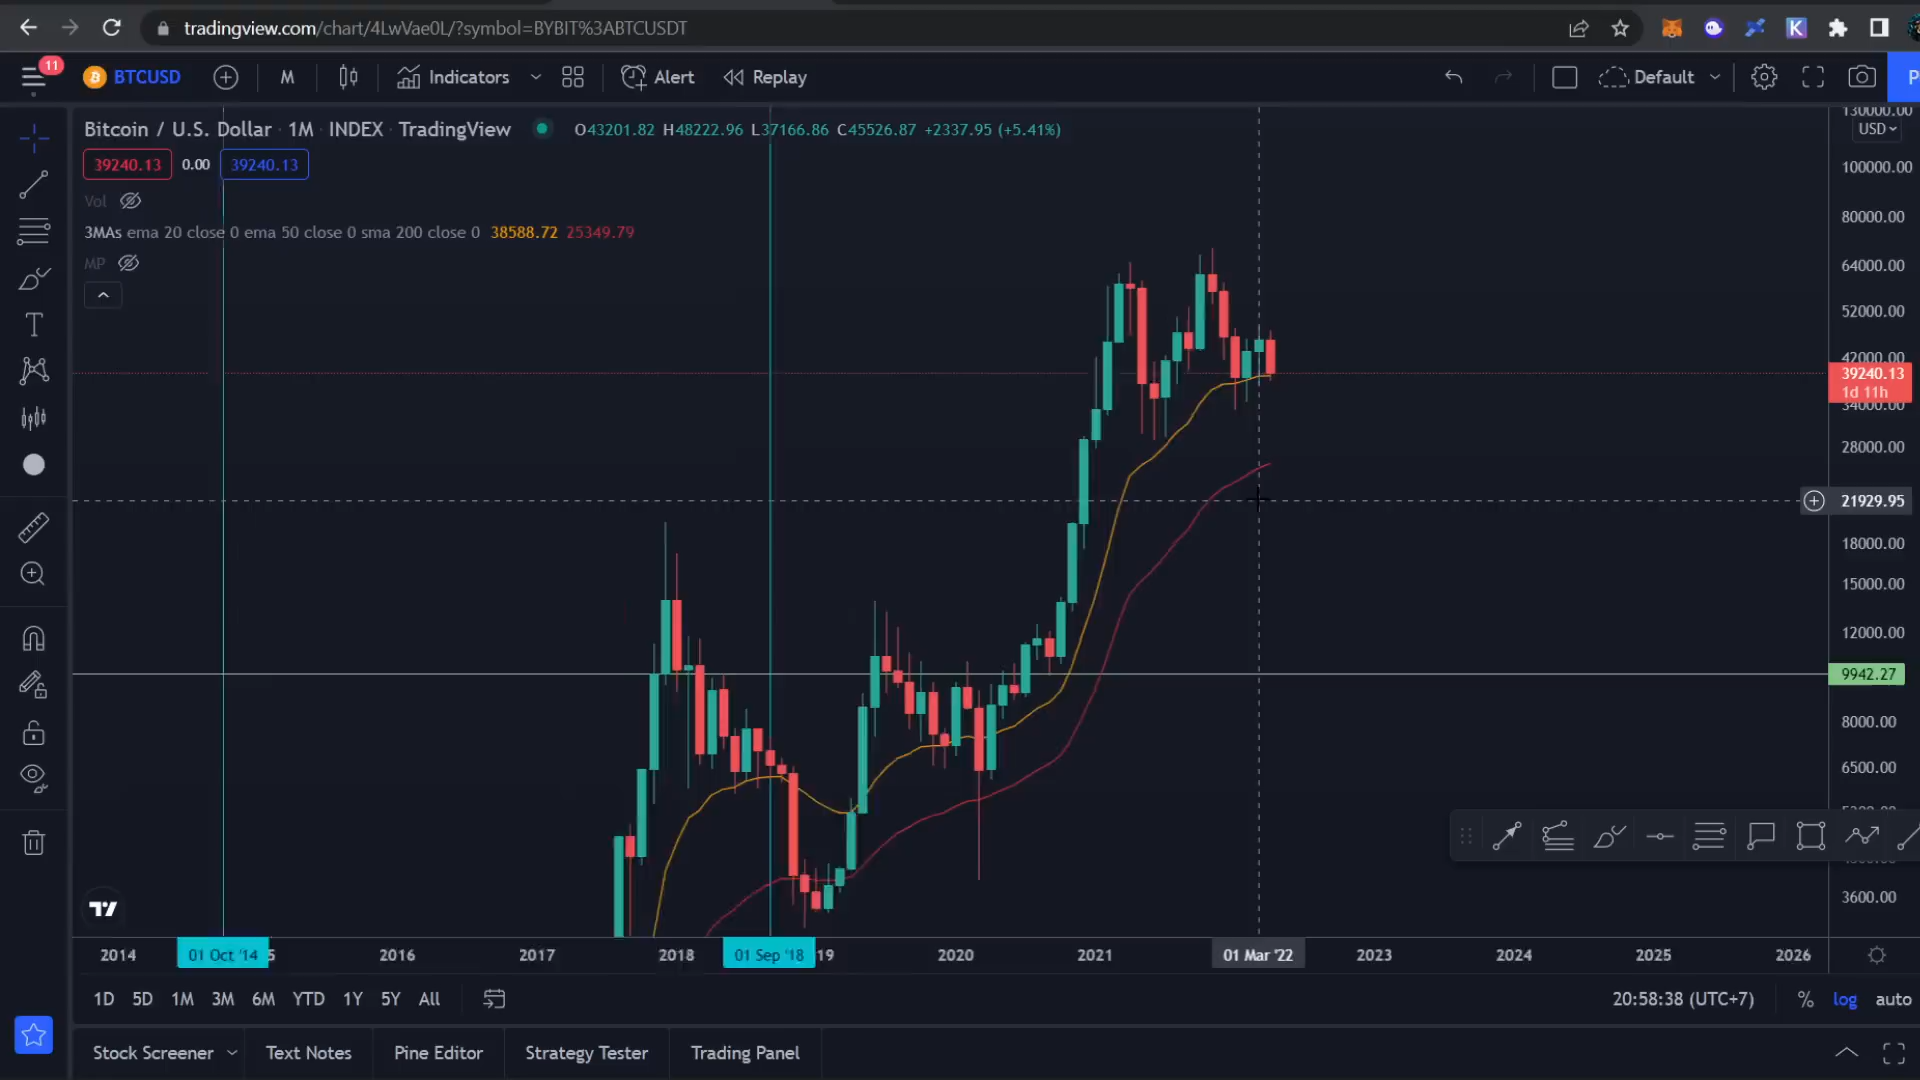 tradingview.com/chart/4LwVae0L/?symbol=BYBIT%3ABTCUSDT
K
11
BTCUSD
M
Indicators
Alert
Replay
Default
P
Bitcoin / U.S. Dollar · 1M · INDEX · TradingView
O43201.82 H48222.96 L37166.86 C45526.87 +2337.95 (+5.41%)
39240.13
0.00
39240.13
Vol
3MAs ema 20 close 0 ema 50 close 0 sma 200 close 0 38588.72 25349.79
MP
130000.00
USD
100000.00
80000.00
64000.00
52000.00
42000.00
39240.13
1d 11h
34000.00
28000.00
21929.95
18000.00
15000.00
12000.00
9942.27
8000.00
6500.00
3600.00
2014
01 Oct '14
5
2016
2017
2018
01 Sep '18
19
2020
2021
01 Mar '22
2023
2024
2025
2026
1D
5D
1M
3M
6M
YTD
1Y
5Y
All
20:58:38 (UTC+7)
%
log
auto
Stock Screener
Text Notes
Pine Editor
Strategy Tester
Trading Panel